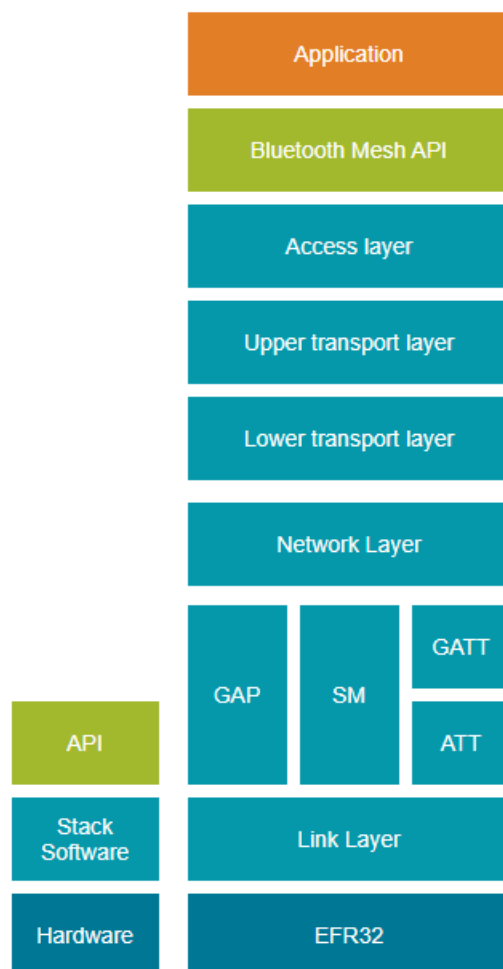 Application
Bluetooth Mesh API
Access layer
Upper transport layer
Lower transport layer
Network Layer
GAP
SM
GATT
ATT
API
Stack
Software
Link Layer
Hardware
EFR32